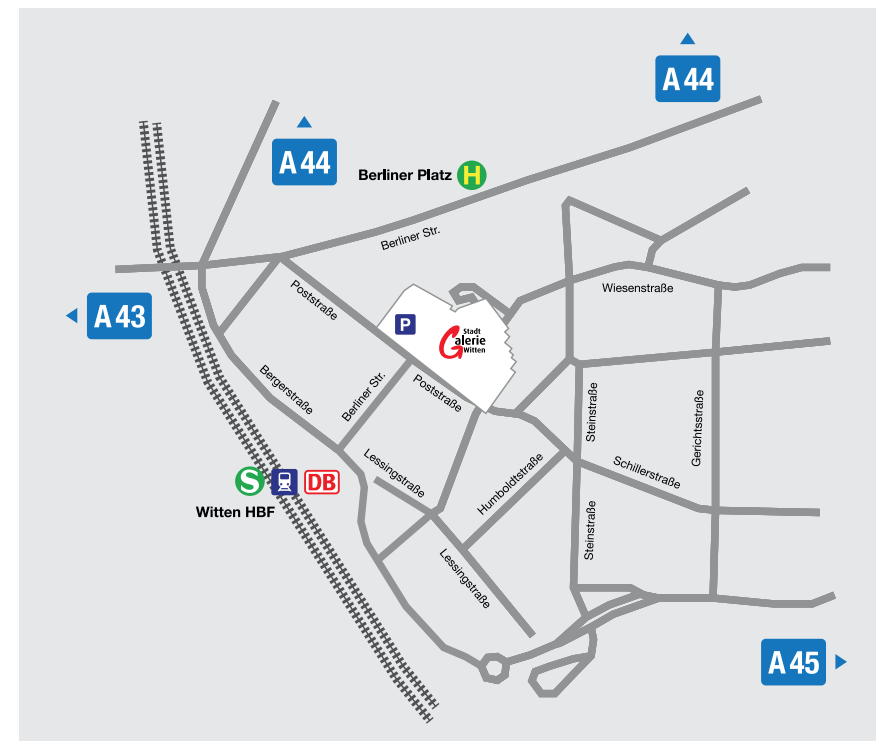 A 44
A 44
Berliner Platz H
Berliner Str.
Wiesenstraße
Poststraße
A 43
P
Stadt
Galerie
Witten
Bergerstraße
Berliner Str.
Poststraße
Steinstraße
Gerichtsstraße
Lessingstraße
Humboldtstraße
Schillerstraße
S DB
Witten HBF
Steinstraße
Lessingstraße
A 45